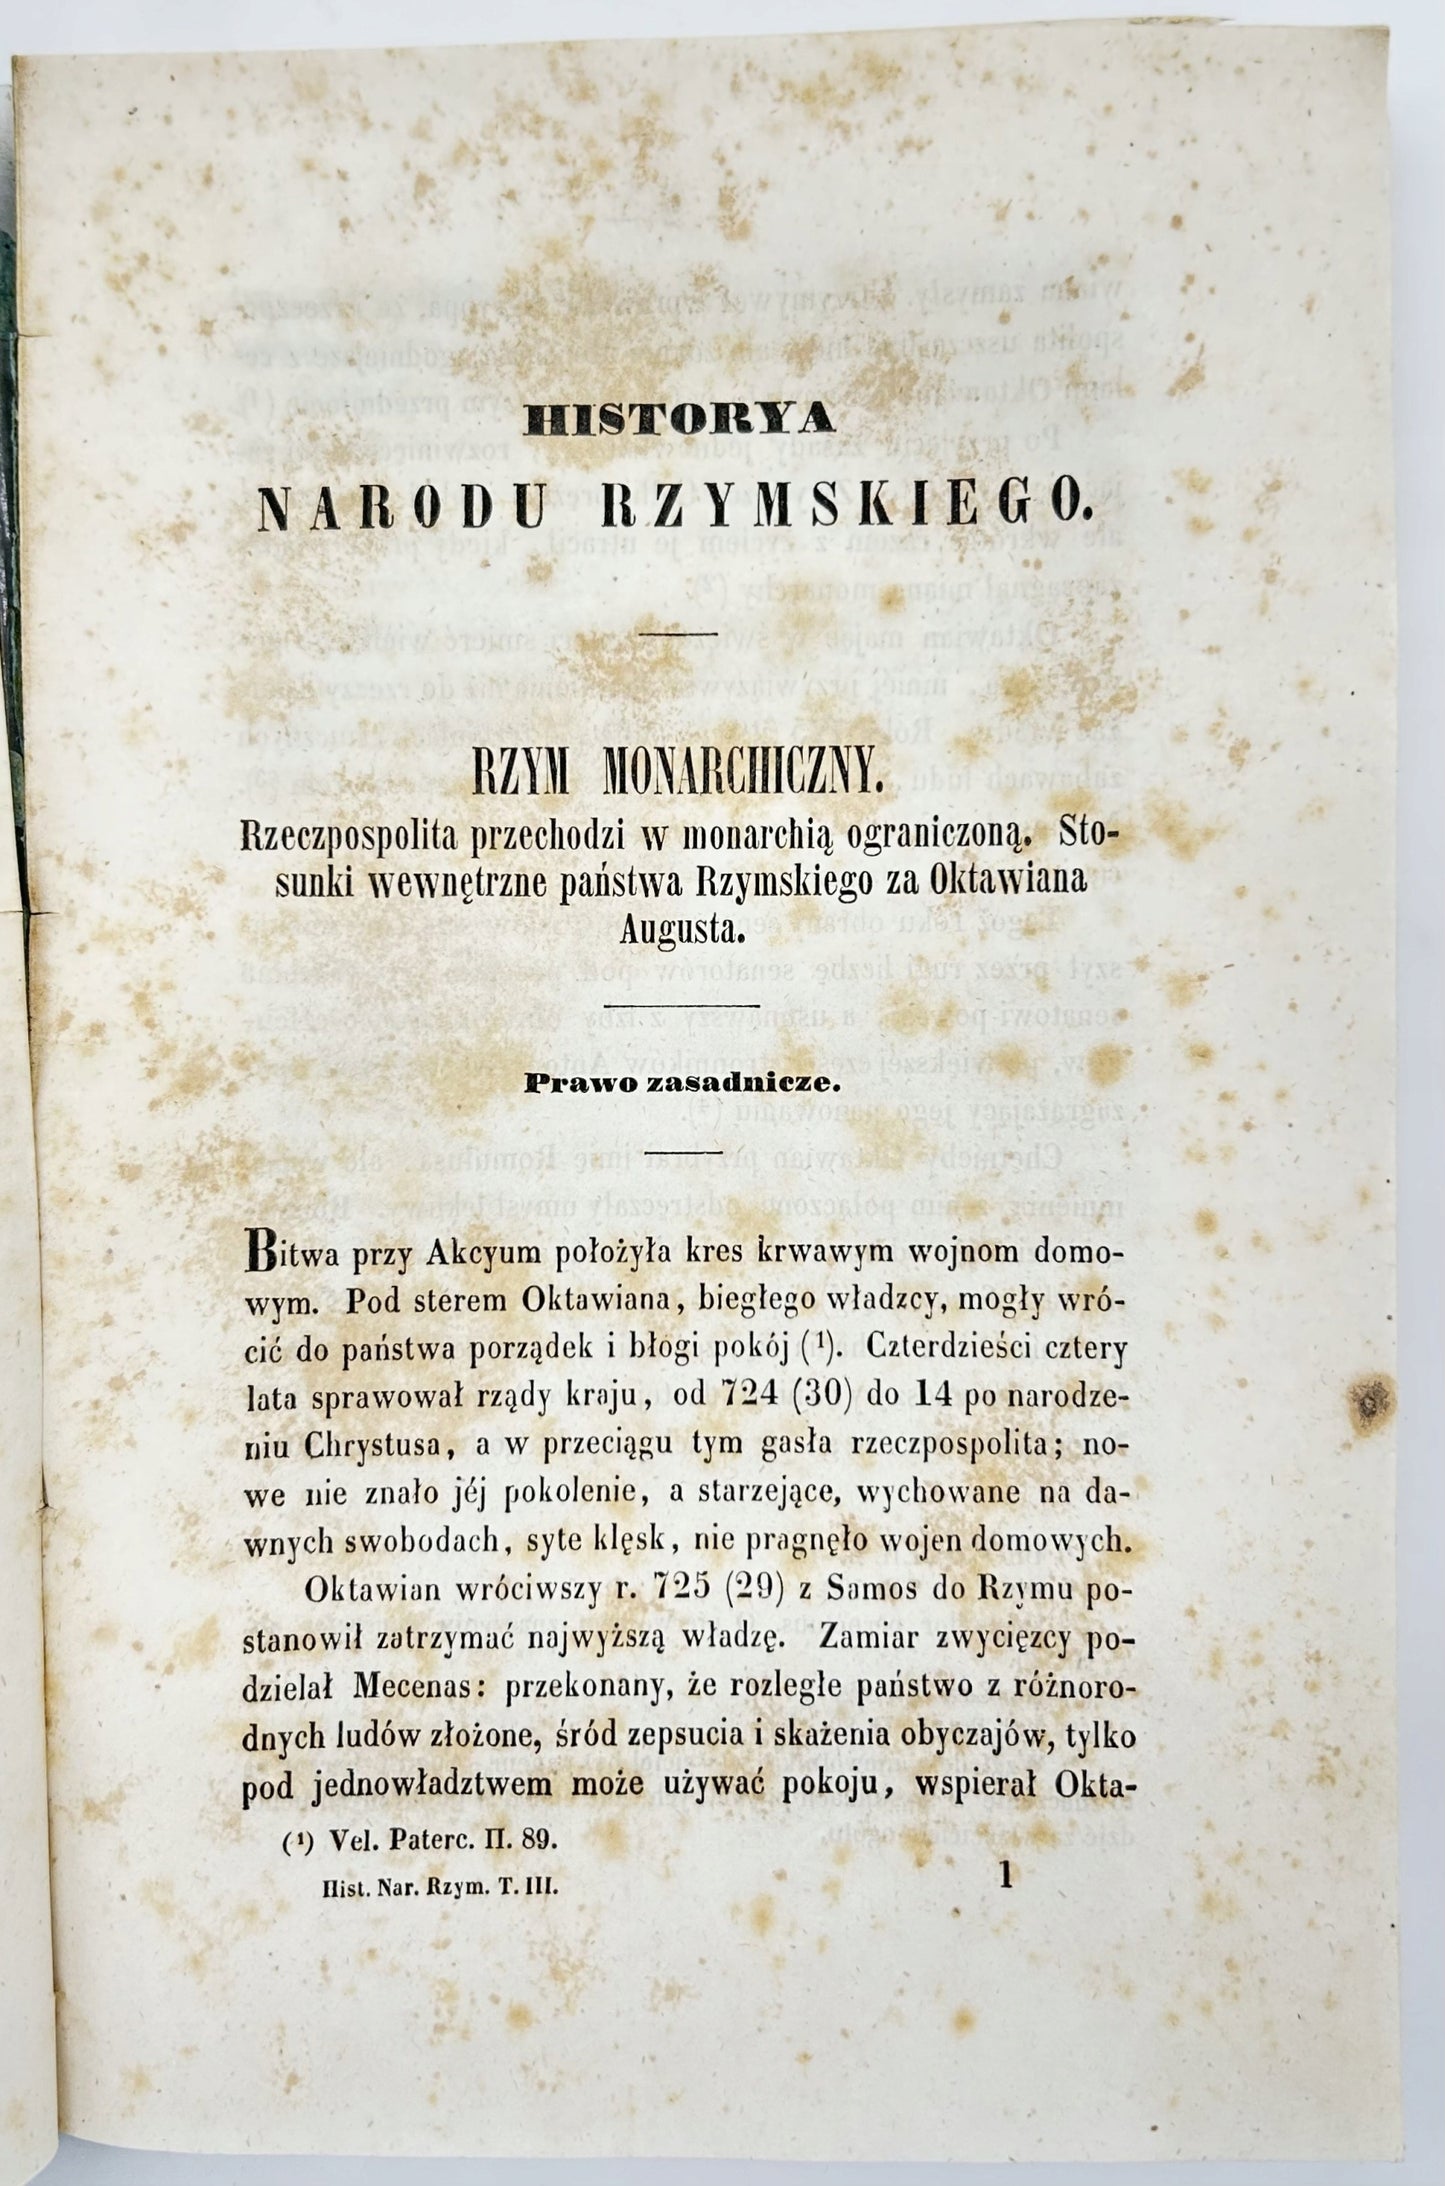 HISTORYA
NARODU RZYMSKIEGO.
RZYM MONARCHICZNY.
Rzeczpospolita przechodzi w monarchią ograniczoną. Sto-
sunki wewnętrzne państwa Rzymskiego za Oktawiana
Augusta.
Prawo zasadnicze.
Bitwa przy Akcyum położyła kres krwawym wojnom domo-
wym. Pod sterem Oktawiana, biegłego władzcy, mogły wró-
cić do państwa porządek i błogi pokój (¹). Czterdzieści cztery
lata sprawował rządy kraju, od 724 (30) do 14 po narodze-
niu Chrystusa, a w przeciągu tym gasła rzeczpospolita; no-
we nie znało jéj pokolenie, a starzejące, wychowane na da-
wnych swobodach, syte klęsk, nie pragnęło wojen domowych.
Oktawian wróciwszy r. 725 (29) z Samos do Rzymu po-
stanowił zatrzymać najwyższą władzę. Zamiar zwycięzcy po-
dzielał Mecenas: przekonany, że rozległe państwo z różnoro-
dnych ludów złożone, śród zepsucia i skażenia obyczajów, tylko
pod jednowładztwem może używać pokoju, wspierał Okta-
(¹) Vel. Paterc. II. 89.
Hist. Nar. Rzym. T. III.
1